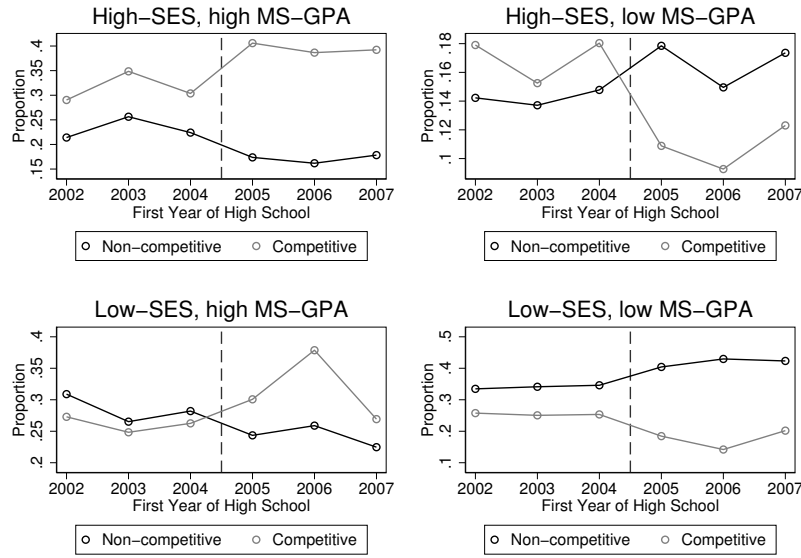 High−SES, high MS−GPA
Proportion
.15 .2 .25 .3 .35 .4
2002 2003 2004 2005 2006 2007
First Year of High School
Non−competitive Competitive
High−SES, low MS−GPA
Proportion
.1 .12 .14 .16 .18
2002 2003 2004 2005 2006 2007
First Year of High School
Non−competitive Competitive
Low−SES, high MS−GPA
Proportion
.2 .25 .3 .35 .4
2002 2003 2004 2005 2006 2007
First Year of High School
Non−competitive Competitive
Low−SES, low MS−GPA
Proportion
.1 .2 .3 .4 .5
2002 2003 2004 2005 2006 2007
First Year of High School
Non−competitive Competitive